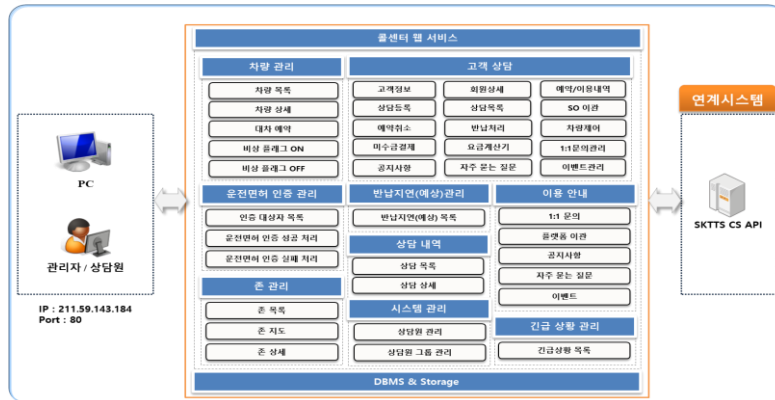 콜센터 웹 서비스
차량 관리
차량 목록
차량 상세
대차 예약
비상 플래그 ON
비상 플래그 OFF
고객 상담
고객정보 회원상세 예약/이용내역
상담등록 상담목록 SO 이관
예약취소 반납처리 차량제어
미수금결제 요금계산기 1:1문의관리
공지사항 자주 묻는 질문 이벤트관리
운전면허 인증 관리
인증 대상자 목록
운전면허 인증 성공 처리
운전면허 인증 실패 처리
존 관리
존 목록
존 지도
존 상세
반납지연(예상)관리
반납지연(예상) 목록
상담 내역
상담 목록
상담 상세
시스템 관리
상담원 관리
상담원 그룹 관리
이용 안내
1:1 문의
플랫폼 이관
공지사항
자주 묻는 질문
이벤트
긴급 상황 관리
긴급상황 목록
DBMS & Storage
PC
관리자 / 상담원
IP : 211.59.143.184
Port : 80
연계시스템
SKTTS CS API